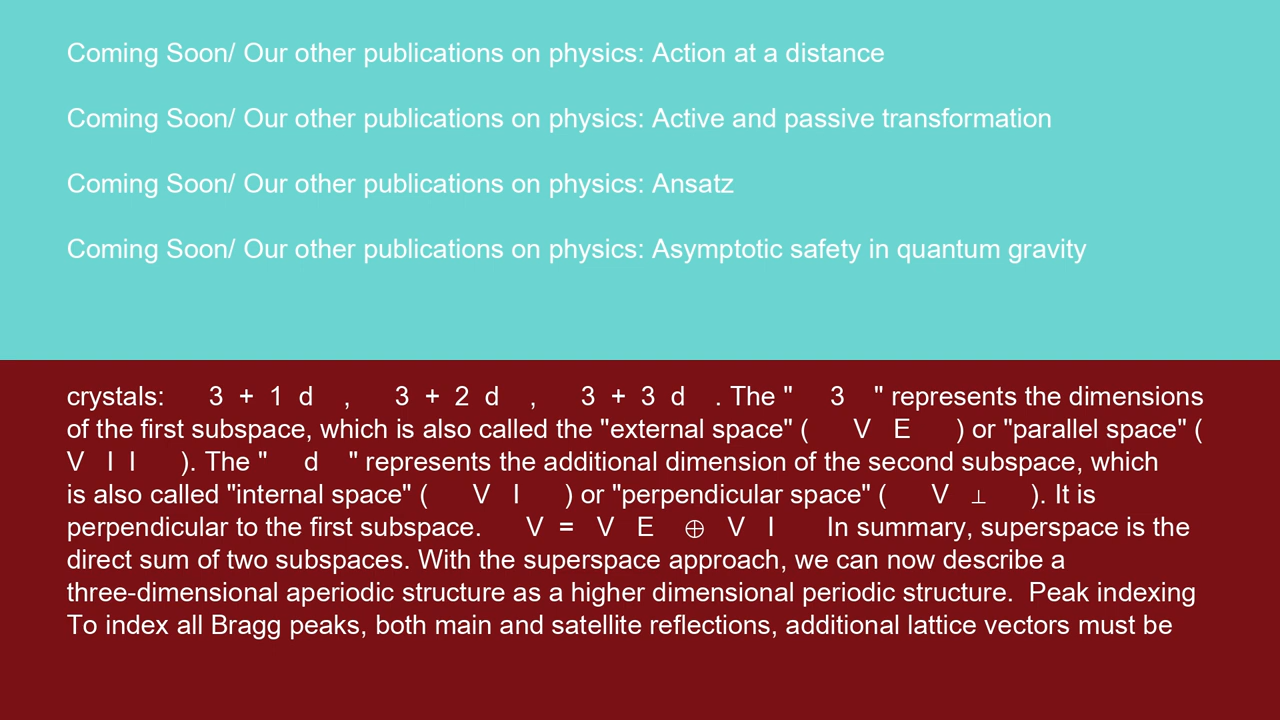 Coming Soon/ Our other publications on physics: Action at a distance
Coming Soon/ Our other publications on physics: Active and passive transformation
Coming Soon/ Our other publications on physics: Ansatz
Coming Soon/ Our other publications on physics: Asymptotic safety in quantum gravity
crystals: 3 + 1 d , 3 + 2 d , 3 + 3 d . The " 3 " represents the dimensions
of the first subspace, which is also called the "external space" ( V E ) or "parallel space" (
V I I ). The " d " represents the additional dimension of the second subspace, which
is also called "internal space" ( V I ) or "perpendicular space" ( V ⊥ ). It is
perpendicular to the first subspace. V = V E ⊕ V I In summary, superspace is the
direct sum of two subspaces. With the superspace approach, we can now describe a
three-dimensional aperiodic structure as a higher dimensional periodic structure. Peak indexing
To index all Bragg peaks, both main and satellite reflections, additional lattice vectors must be